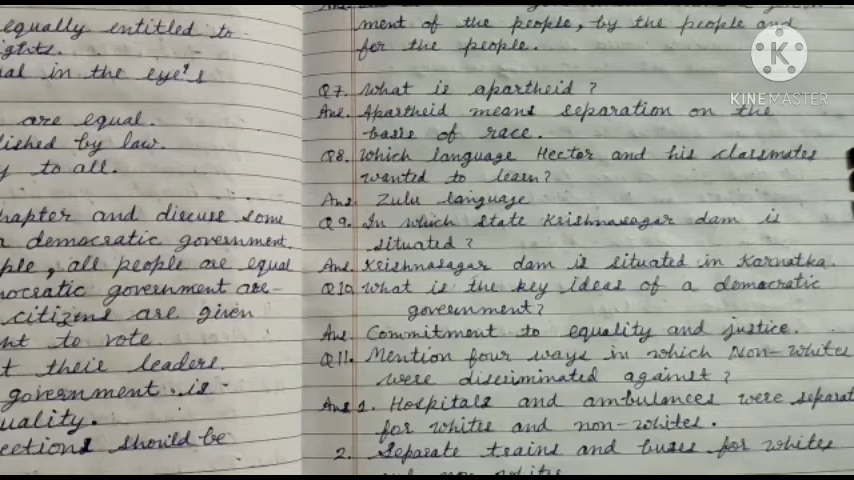 equally entitled to
ights.
al in the eye's
are equal.
lished by law.
y to all.
hapter and discuss some
a democratic government.
ple, all people are equal
mocratic government are-
citizens are given
ht to vote.
t their leaders.
government is
uality.
ections should be
ment of the people, by the people and
for the people.
Q7. What is apartheid?
Ans. Apartheid means separation on the
basis of race.
Q8. Which language Hector and his classmates
wanted to learn?
Ans. Zulu language
Q9. In which state Krishnasagar dam is
situated?
Ans. Krishnasagar dam is situated in Karnatka.
Q10. What is the key ideas of a democratic
government?
Ans. Commitment to equality and justice.
Q11. Mention four ways in which Non-whites
were discriminated against?
Ans 1. Hospitals and ambulances were separat
for whites and non-whites.
2. Separate trains and buses for whites
KINEMASTER